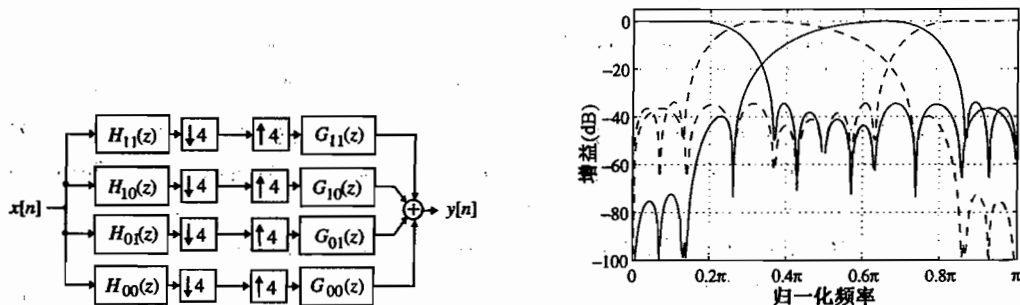 x[n]
H₁₁(z) ↓4 ↑4 G₁₁(z)
H₁₀(z) ↓4 ↑4 G₁₀(z)
H₀₁(z) ↓4 ↑4 G₀₁(z)
H₀₀(z) ↓4 ↑4 G₀₀(z)
+
y[n]
增益(dB)
0
-20
-40
-60
-80
-100
0 0.2π 0.4π 0.6π 0.8π π
归一化频率